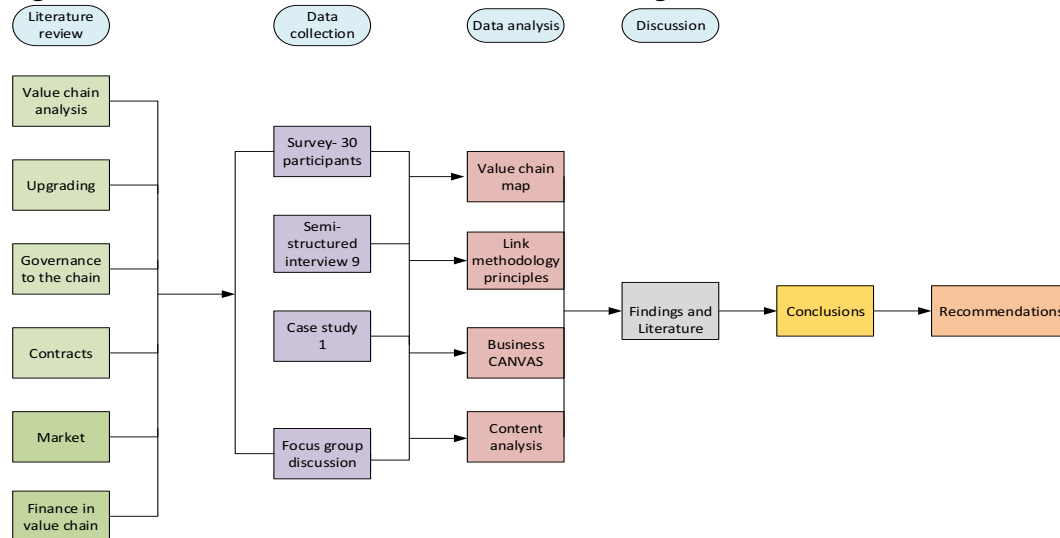 Literature
review
Data
collection
Data analysis
Discussion
Value chain
analysis
Upgrading
Governance
to the chain
Contracts
Market
Finance in
value chain
Survey- 30
participants
Semi-
structured
interview 9
Case study
1
Focus group
discussion
Value chain
map
Link
methodology
principles
Business
CANVAS
Content
analysis
Findings and
Literature
Conclusions
Recommendations